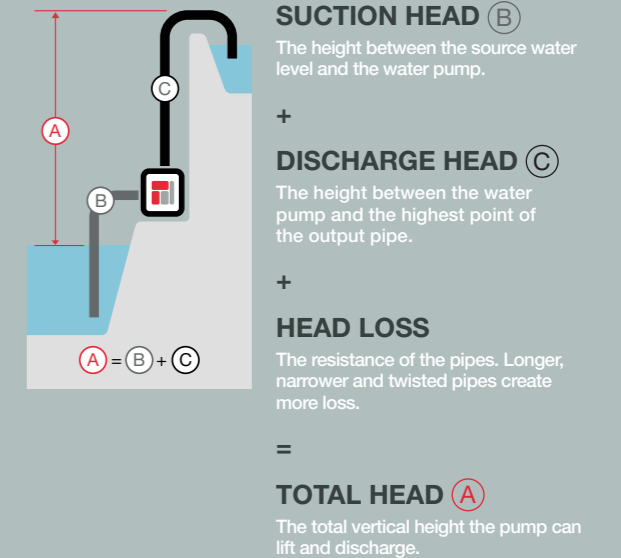 SUCTION HEAD B
The height between the source water
level and the water pump.
+
DISCHARGE HEAD C
The height between the water
pump and the highest point of
the output pipe.
+
HEAD LOSS
The resistance of the pipes. Longer,
narrower and twisted pipes create
more loss.
=
TOTAL HEAD A
The total vertical height the pump can
lift and discharge.
C
A
B
A = B + C